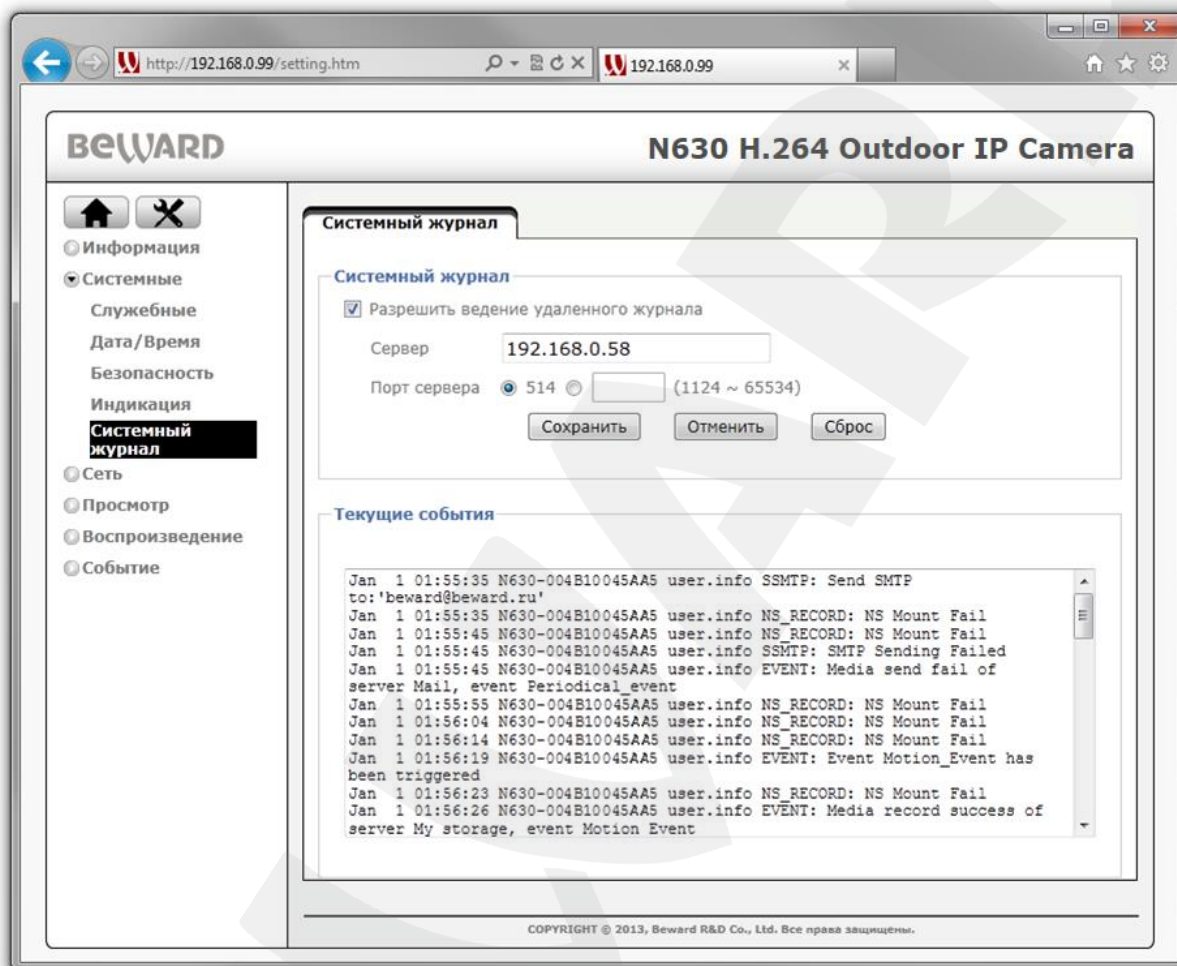 http://192.168.0.99/setting.htm
192.168.0.99
BEWARD
N630 H.264 Outdoor IP Camera
Информация
Системные
Служебные
Дата/Время
Безопасность
Индикация
Системный
журнал
Сеть
Просмотр
Воспроизведение
Событие
Системный журнал
Системный журнал
Разрешить ведение удаленного журнала
Сервер 192.168.0.58
Порт сервера 514 (1124 ~ 65534)
Сохранить Отменить Сброс
Текущие события
Jan 1 01:55:35 N630-004B10045AA5 user.info SSMTP: Send SMTP
to:'beward@beward.ru'
Jan 1 01:55:35 N630-004B10045AA5 user.info NS_RECORD: NS Mount Fail
Jan 1 01:55:45 N630-004B10045AA5 user.info NS_RECORD: NS Mount Fail
Jan 1 01:55:45 N630-004B10045AA5 user.info SSMTP: SMTP Sending Failed
Jan 1 01:55:45 N630-004B10045AA5 user.info EVENT: Media send fail of
server Mail, event Periodical_event
Jan 1 01:55:55 N630-004B10045AA5 user.info NS_RECORD: NS Mount Fail
Jan 1 01:56:04 N630-004B10045AA5 user.info NS_RECORD: NS Mount Fail
Jan 1 01:56:14 N630-004B10045AA5 user.info NS_RECORD: NS Mount Fail
Jan 1 01:56:19 N630-004B10045AA5 user.info EVENT: Event Motion_Event has
been triggered
Jan 1 01:56:23 N630-004B10045AA5 user.info NS_RECORD: NS Mount Fail
Jan 1 01:56:26 N630-004B10045AA5 user.info EVENT: Media record success of
server My storage, event Motion Event
COPYRIGHT © 2013, Beward R&D Co., Ltd. Все права защищены.